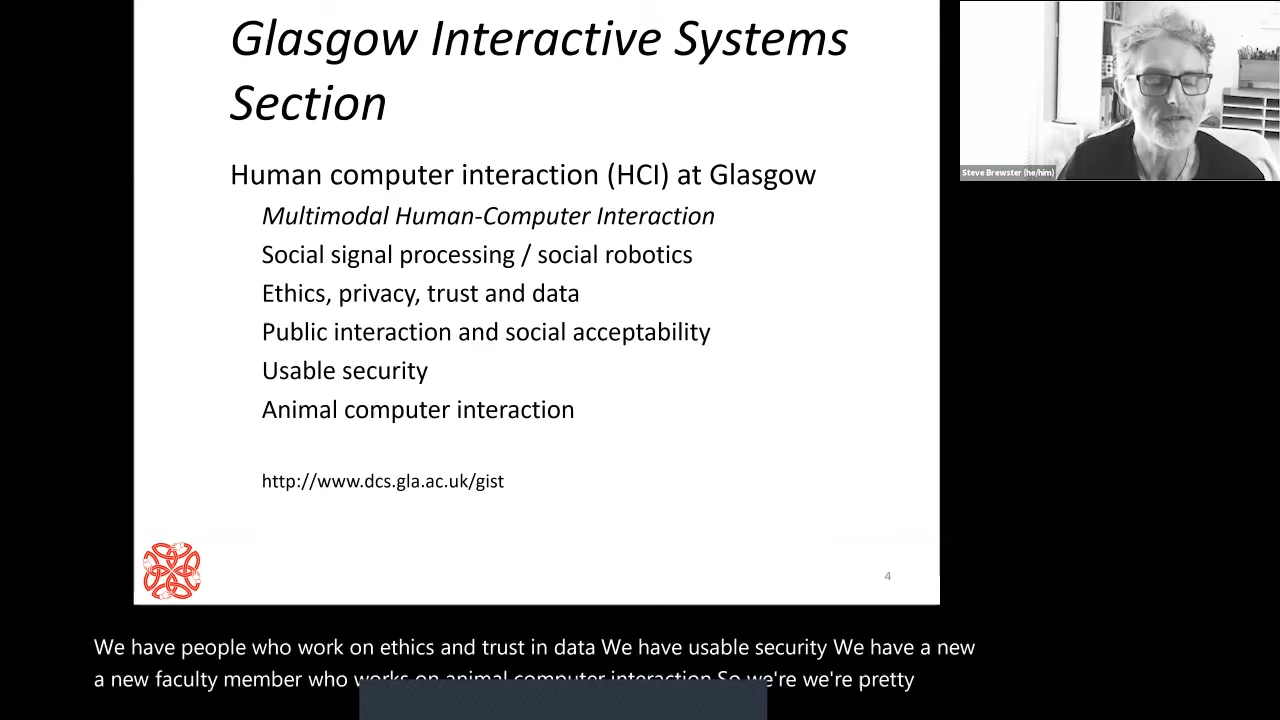 Glasgow Interactive Systems
Section
Human computer interaction (HCI) at Glasgow
Multimodal Human-Computer Interaction
Social signal processing / social robotics
Ethics, privacy, trust and data
Public interaction and social acceptability
Usable security
Animal computer interaction
http://www.dcs.gla.ac.uk/gist
4
Steve Brewster (he/him)
We have people who work on ethics and trust in data We have usable security We have a new
a new faculty member who works on animal computer interaction So we're we're pretty